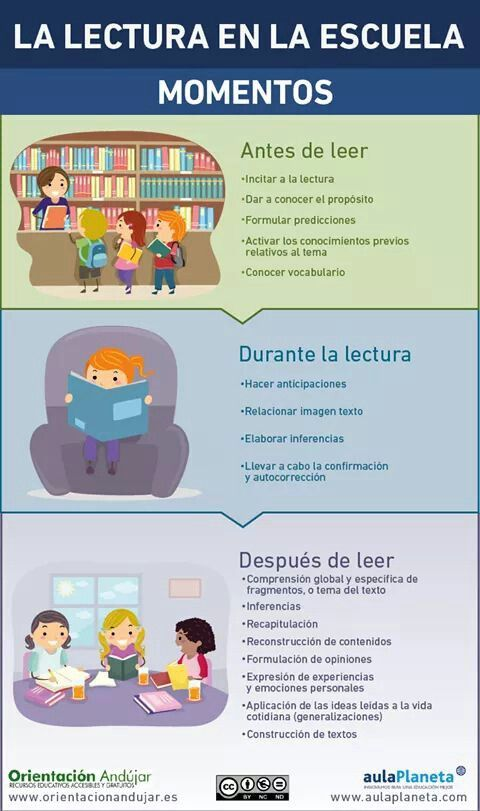 LA LECTURA EN LA ESCUELA
MOMENTOS
Antes de leer
•Incitar a la lectura
•Dar a conocer el propósito
•Formular predicciones
•Activar los conocimientos previos
relativos al tema
•Conocer vocabulario
Durante la lectura
•Hacer anticipaciones
•Relacionar imagen texto
•Elaborar inferencias
•Llevar a cabo la confirmación
y autocorrección
Después de leer
•Comprensión global y específica de
fragmentos, o tema del texto
•Inferencias
•Recapitulación
•Reconstrucción de contenidos
•Formulación de opiniones
•Expresión de experiencias
y emociones personales
•Aplicación de las ideas leídas a la vida
cotidiana (generalizaciones)
•Construcción de textos
Orientación Andújar
RECURSOS EDUCATIVOS ACCESIBLES Y GRATUITOS
www.orientacionandujar.es
cc
BY NC ND
aulaPlaneta
INNOVAMOS PARA UNA EDUCACIÓN MEJOR
www.aulaplaneta.com